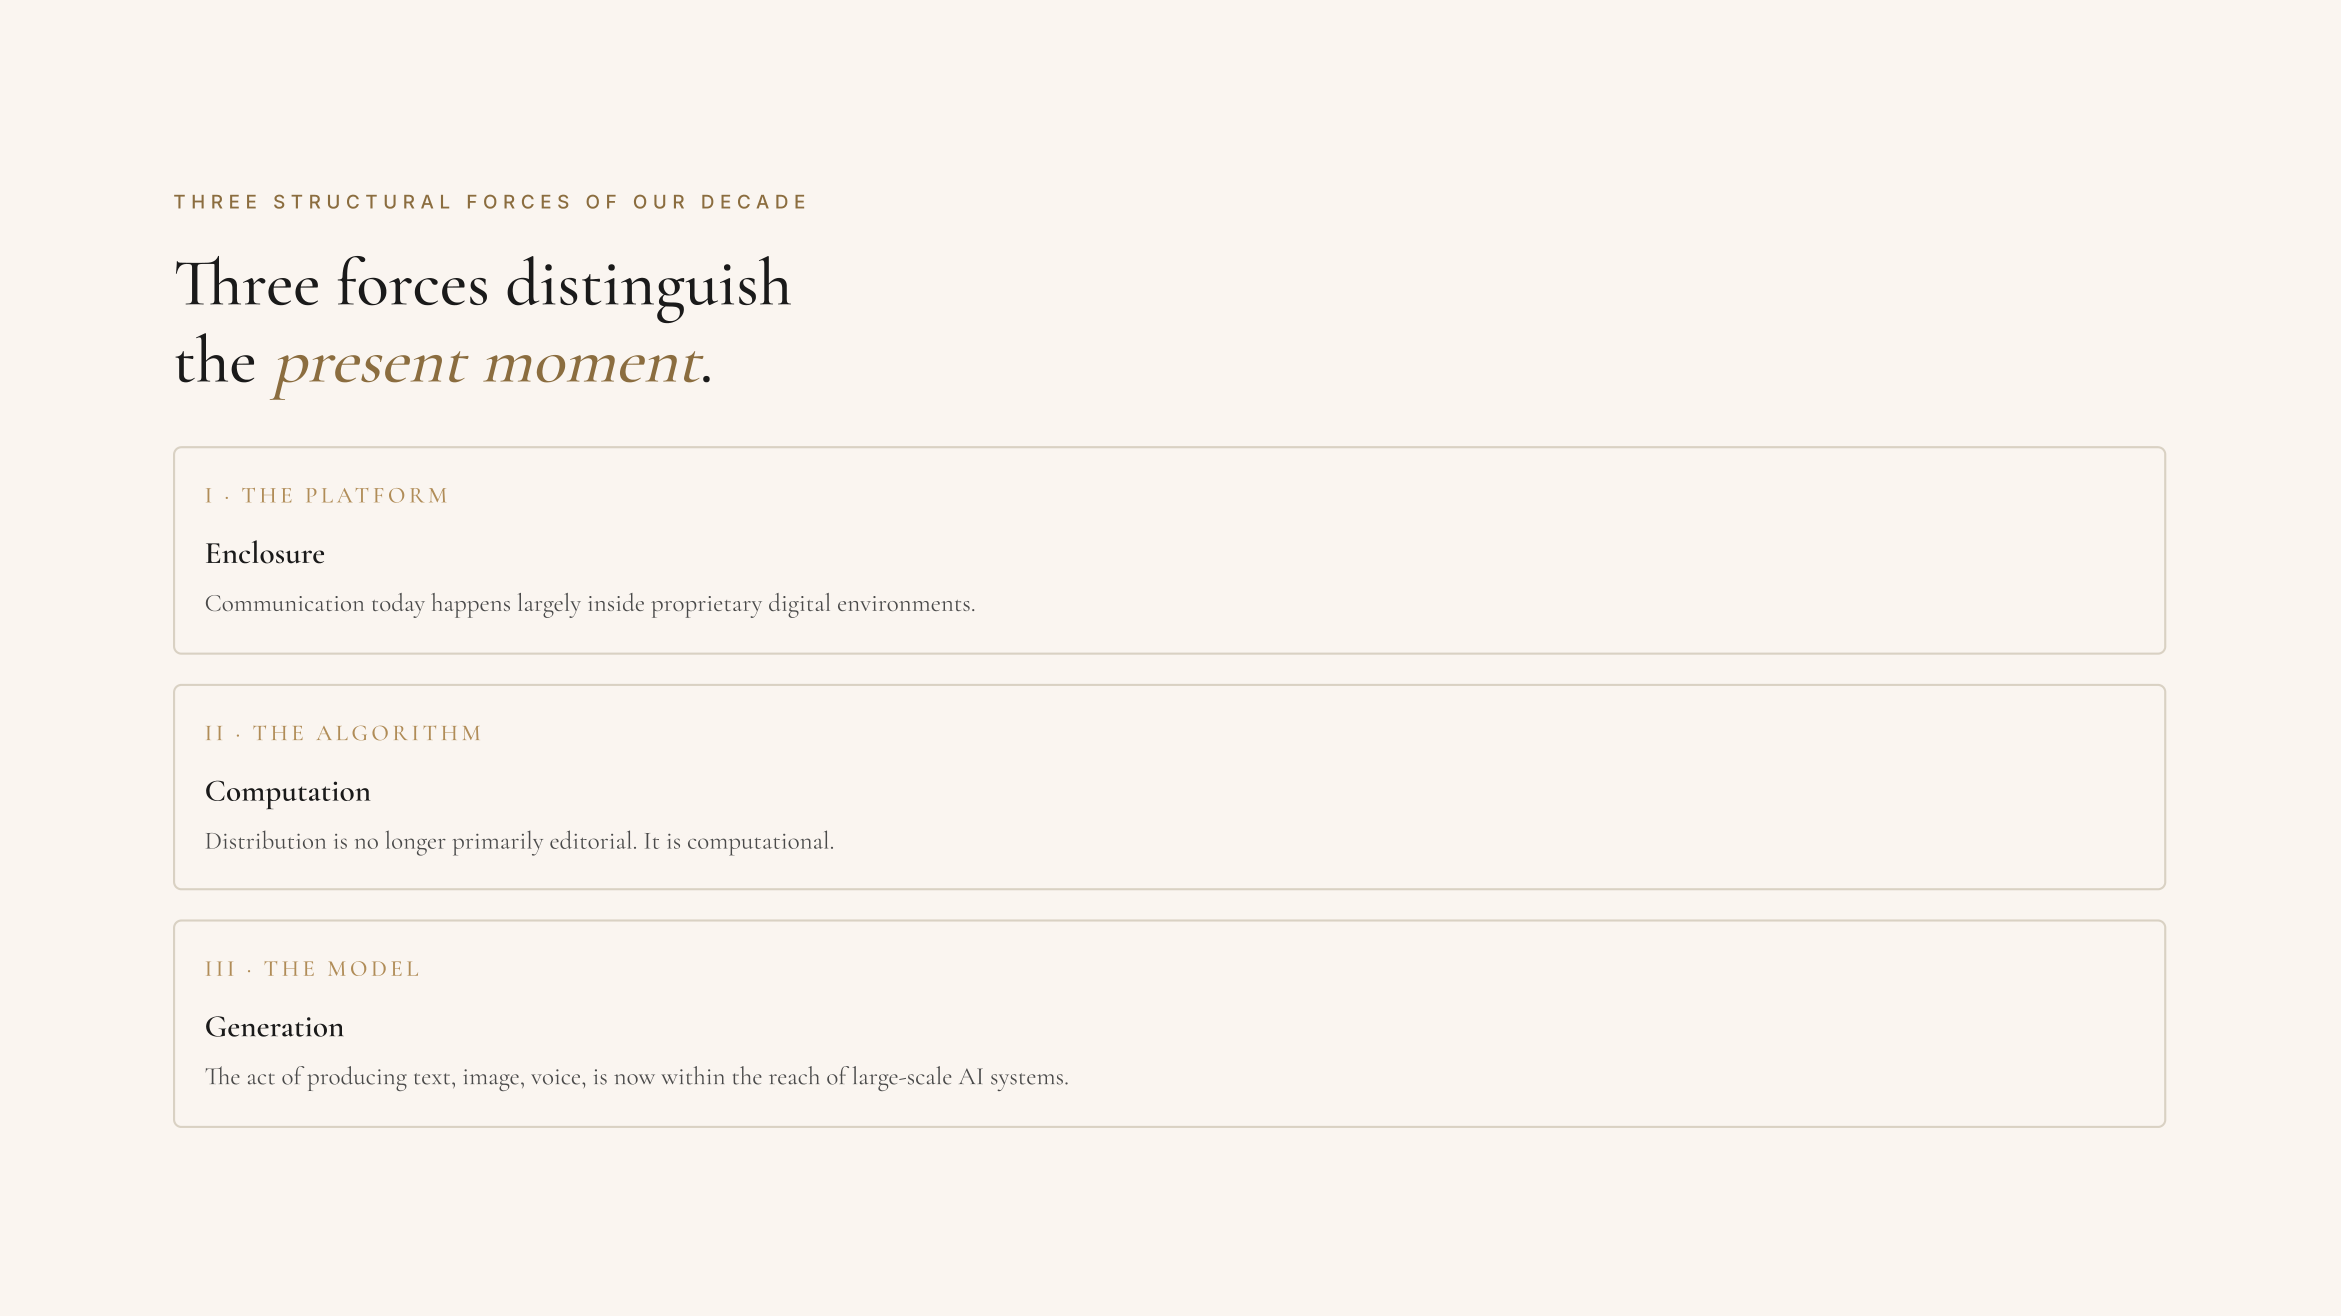 THREE STRUCTURAL FORCES OF OUR DECADE
Three forces distinguish
the present moment.
I · THE PLATFORM
Enclosure
Communication today happens largely inside proprietary digital environments.
II · THE ALGORITHM
Computation
Distribution is no longer primarily editorial. It is computational.
III · THE MODEL
Generation
The act of producing text, image, voice, is now within the reach of large-scale AI systems.